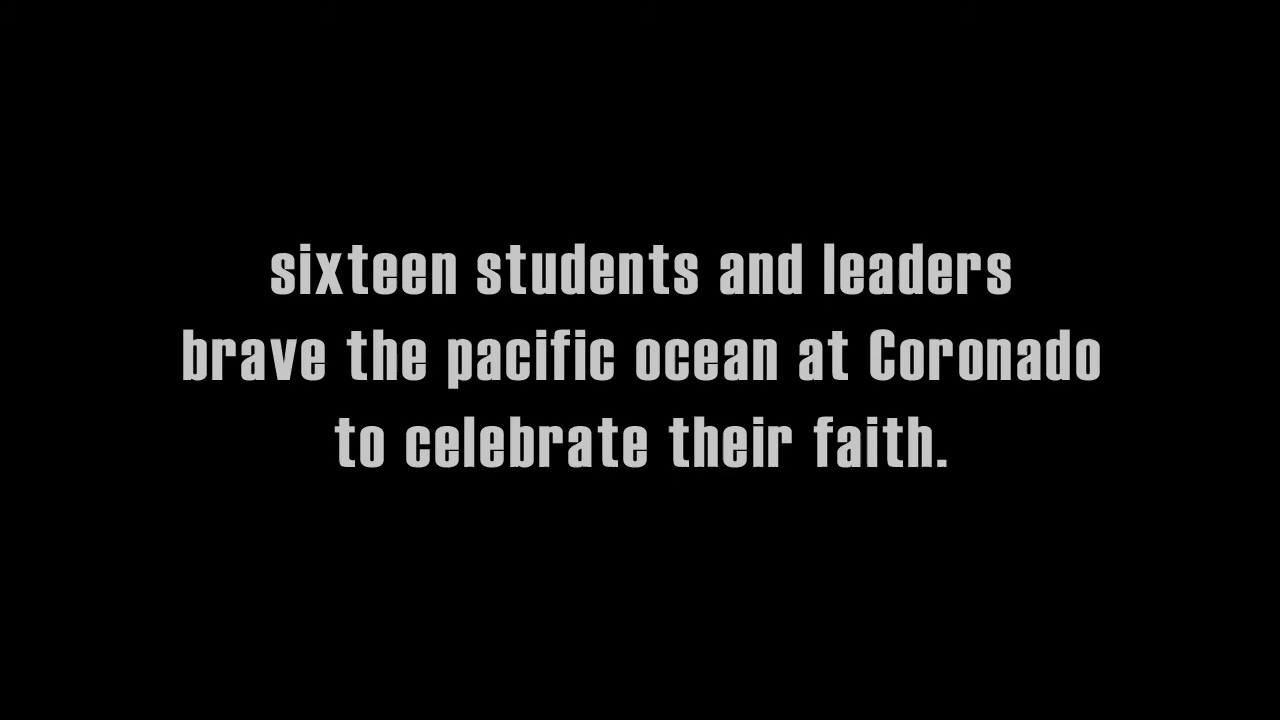 sixteen students and leaders
brave the pacific ocean at Coronado
to celebrate their faith.